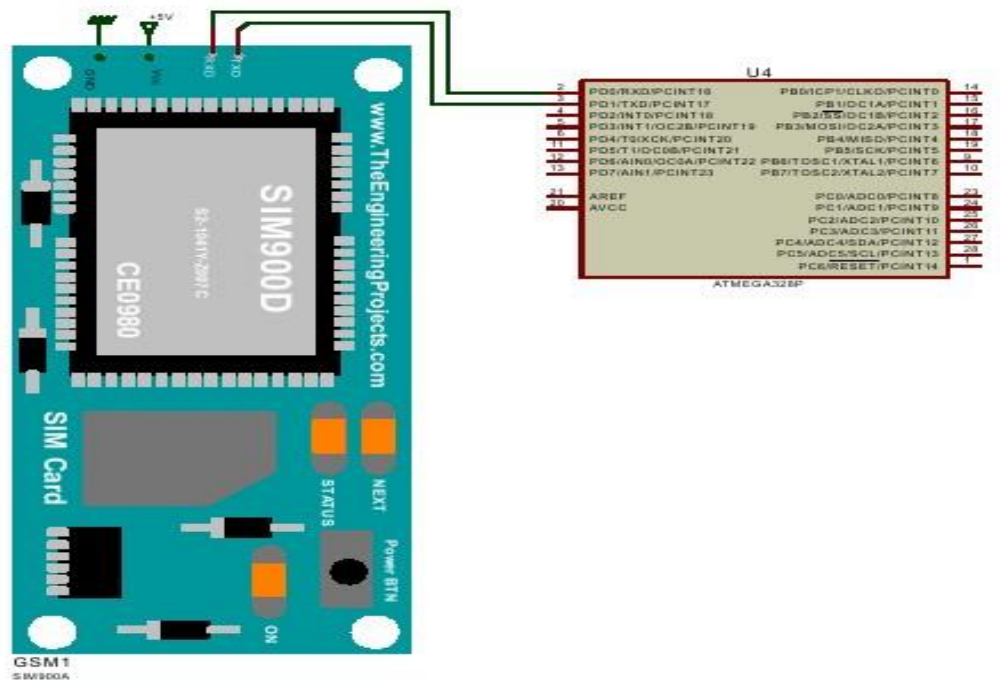 +5V
GND
RXD
TXD
www.TheEngineeringProjects.com
SIM900D
S2-1041Y-Z097C
CE0980
SIM Card
STATUS
NEXT
Power BTN
ON
GSM1
SIM900A
U4
2 PD0/RXD/PCINT16
3 PD1/TXD/PCINT17
4 PD2/INT0/PCINT18
5 PD3/INT1/OC2B/PCINT19
6 PD4/T0/XCK/PCINT20
11 PD5/T1/OC0B/PCINT21
12 PD6/AIN0/OC0A/PCINT22
13 PD7/AIN1/PCINT23
21 AREF
20 AVCC
PB0/ICP1/CLKO/PCINT0 14
PB1/OC1A/PCINT1 15
PB2/SS/OC1B/PCINT2 16
PB3/MOSI/OC2A/PCINT3 17
PB4/MISO/PCINT4 18
PB5/SCK/PCINT5 19
PB6/TOSC1/XTAL1/PCINT6 9
PB7/TOSC2/XTAL2/PCINT7 10
PC0/ADC0/PCINT8 23
PC1/ADC1/PCINT9 24
PC2/ADC2/PCINT10 25
PC3/ADC3/PCINT11 26
PC4/ADC4/SDA/PCINT12 27
PC5/ADC5/SCL/PCINT13 28
PC6/RESET/PCINT14 1
ATMEGA328P